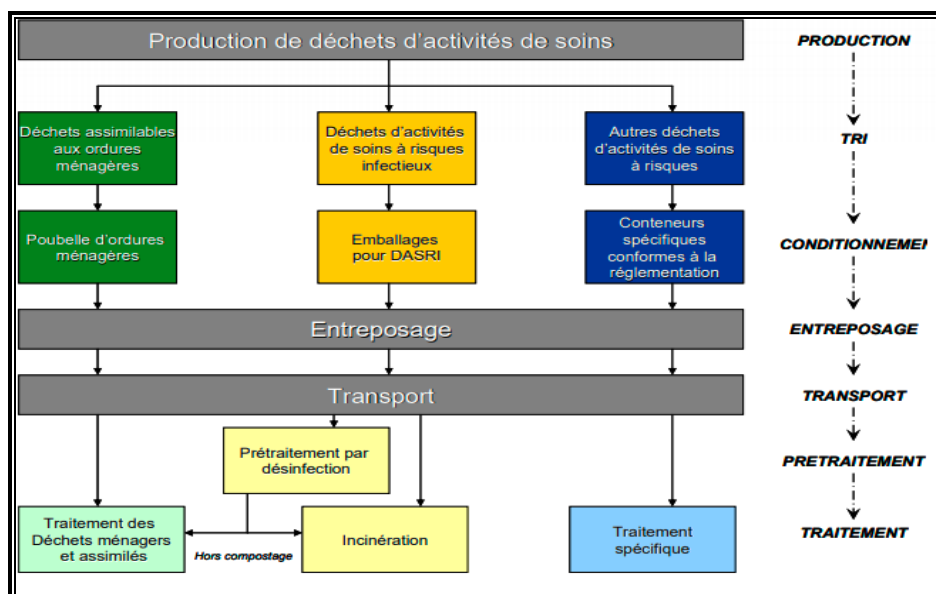 Production de déchets d'activités de soins
PRODUCTION
Déchets assimilables
aux ordures
ménagères
Déchets d'activités
de soins à risques
infectieux
Autres déchets
d'activités de soins
à risques
TRI
Poubelle d'ordures
ménagères
Emballages
pour DASRI
Conteneurs
spécifiques
conformes à la
réglementation
CONDITIONNEMEN
Entreposage
ENTREPOSAGE
Transport
TRANSPORT
Prétraitement par
désinfection
PRETRAITEMENT
Traitement des
Déchets ménagers
et assimilés
Hors compostage
Incinération
Traitement
spécifique
TRAITEMENT